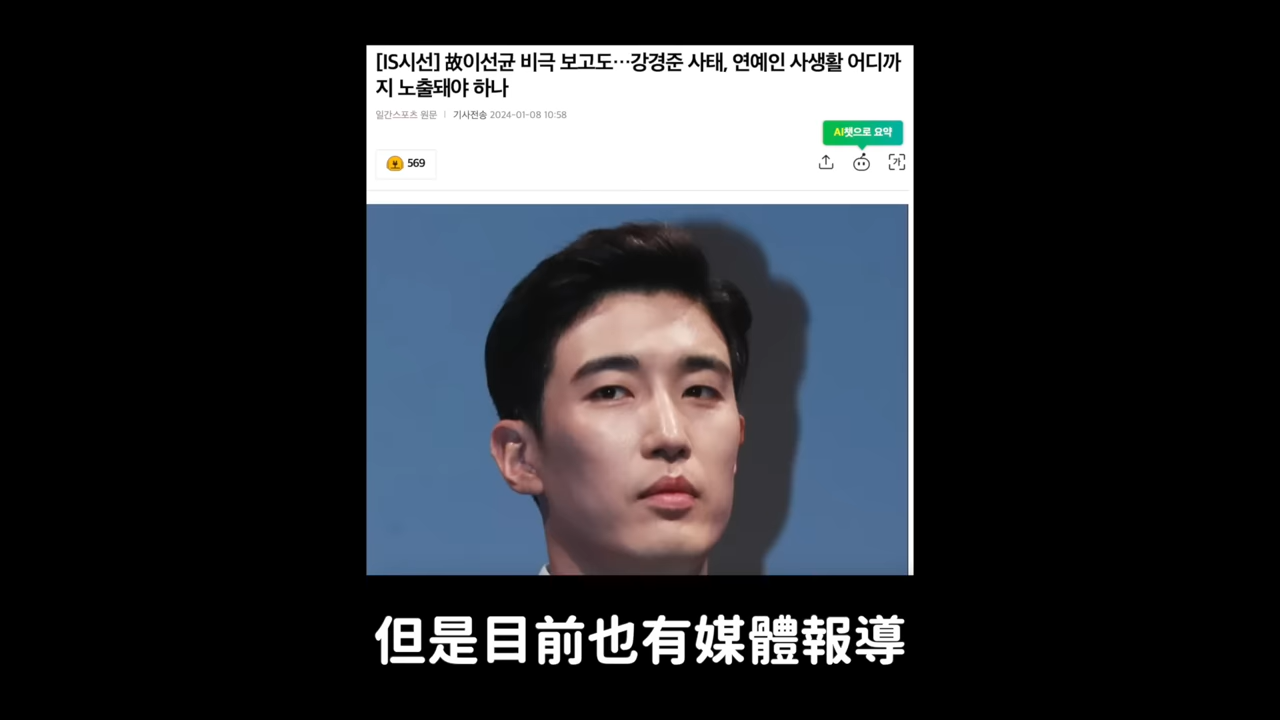 [IS시선] 故이선균 비극 보고도…강경준 사태, 연예인 사생활 어디까
지 노출돼야 하나
일간스포츠 원문 | 기사전송 2024-01-08 10:58
AI챗으로 요약
569
가
但是目前也有媒體報導